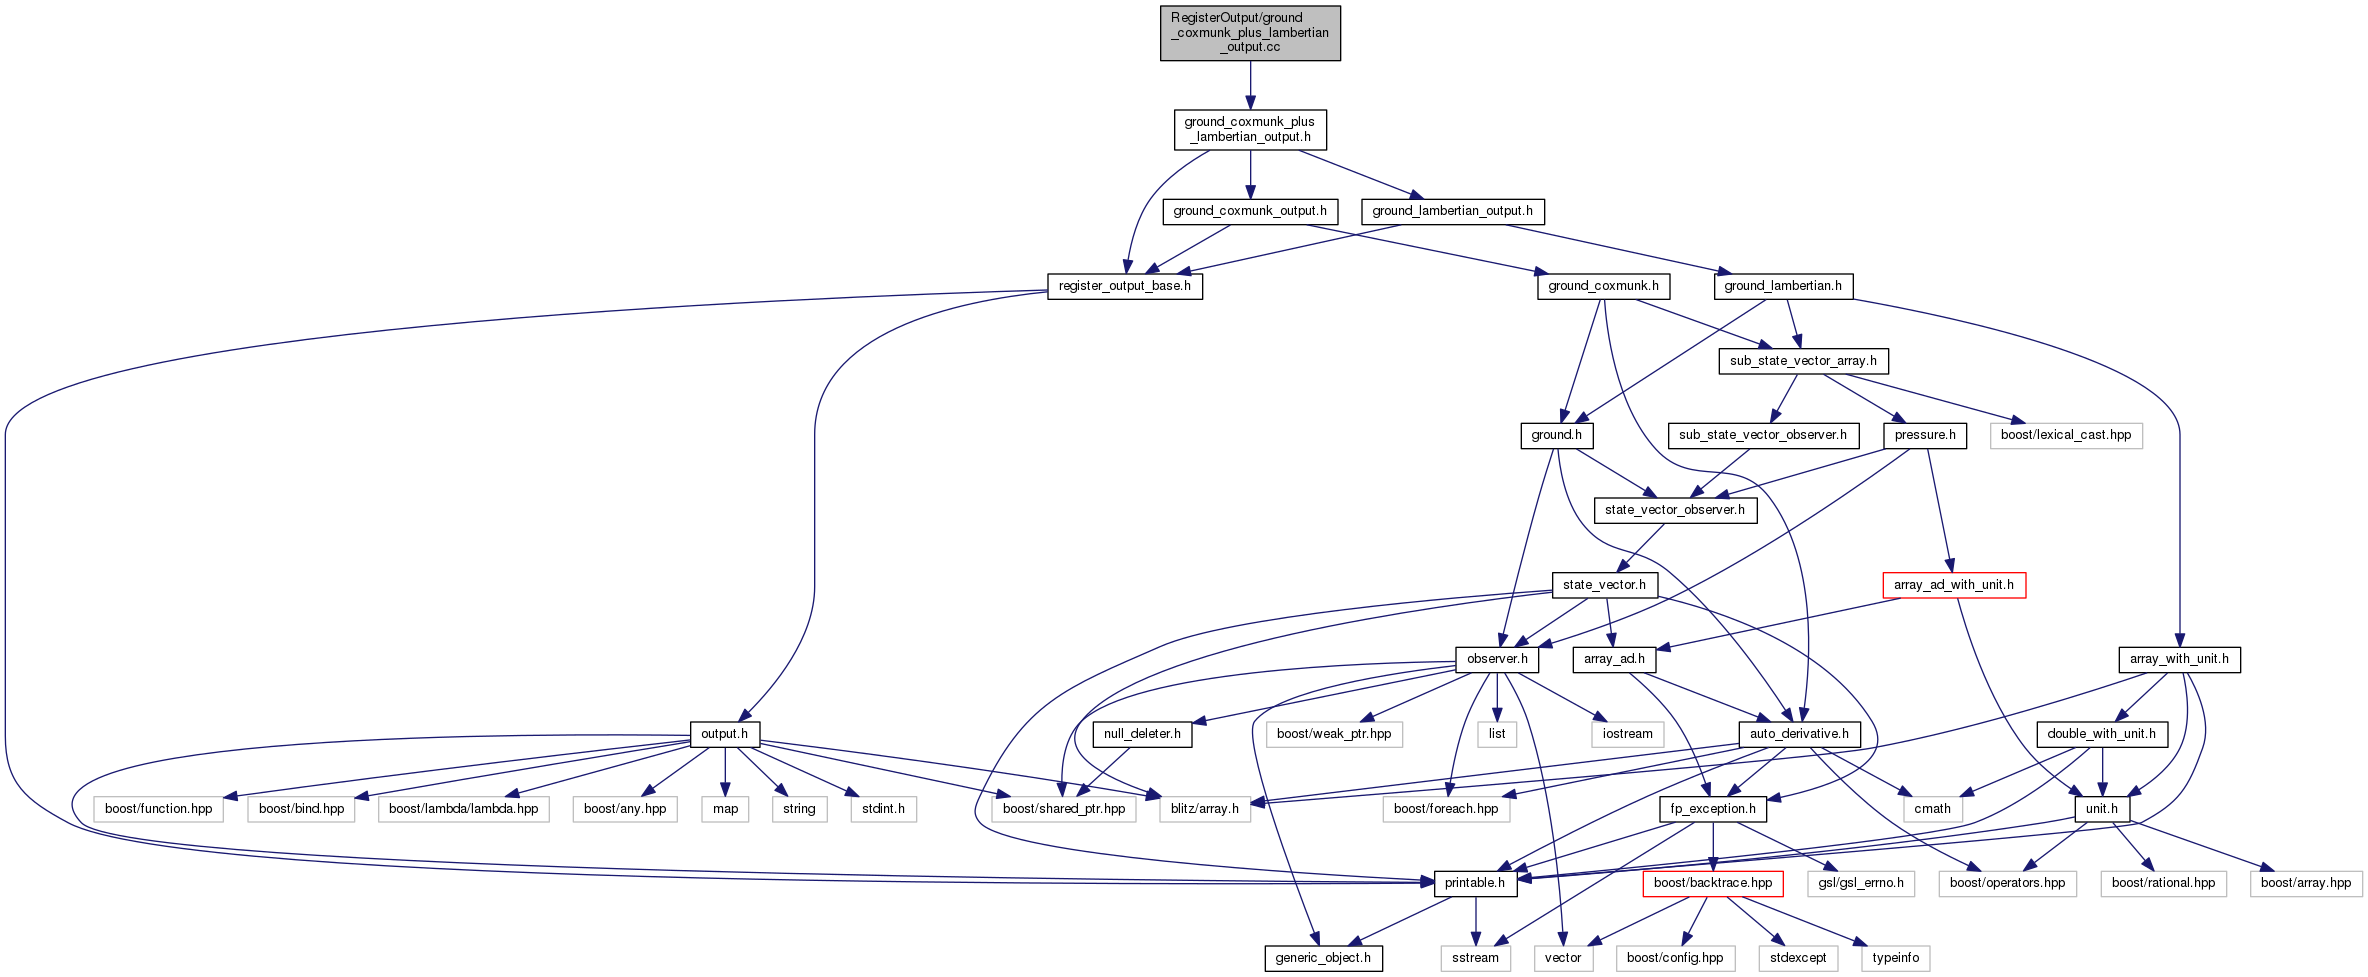 RegisterOutput/ground
_coxmunk_plus_lambertian
_output.cc
ground_coxmunk_plus
_lambertian_output.h
ground_coxmunk_output.h
ground_lambertian_output.h
register_output_base.h
ground_coxmunk.h
ground_lambertian.h
sub_state_vector_array.h
ground.h
sub_state_vector_observer.h
pressure.h
boost/lexical_cast.hpp
state_vector_observer.h
state_vector.h
array_ad_with_unit.h
observer.h
array_ad.h
array_with_unit.h
output.h
null_deleter.h
boost/weak_ptr.hpp
list
iostream
auto_derivative.h
double_with_unit.h
boost/function.hpp
boost/bind.hpp
boost/lambda/lambda.hpp
boost/any.hpp
map
string
stdint.h
boost/shared_ptr.hpp
blitz/array.h
boost/foreach.hpp
fp_exception.h
cmath
unit.h
printable.h
boost/backtrace.hpp
gsl/gsl_errno.h
boost/operators.hpp
boost/rational.hpp
boost/array.hpp
generic_object.h
sstream
vector
boost/config.hpp
stdexcept
typeinfo